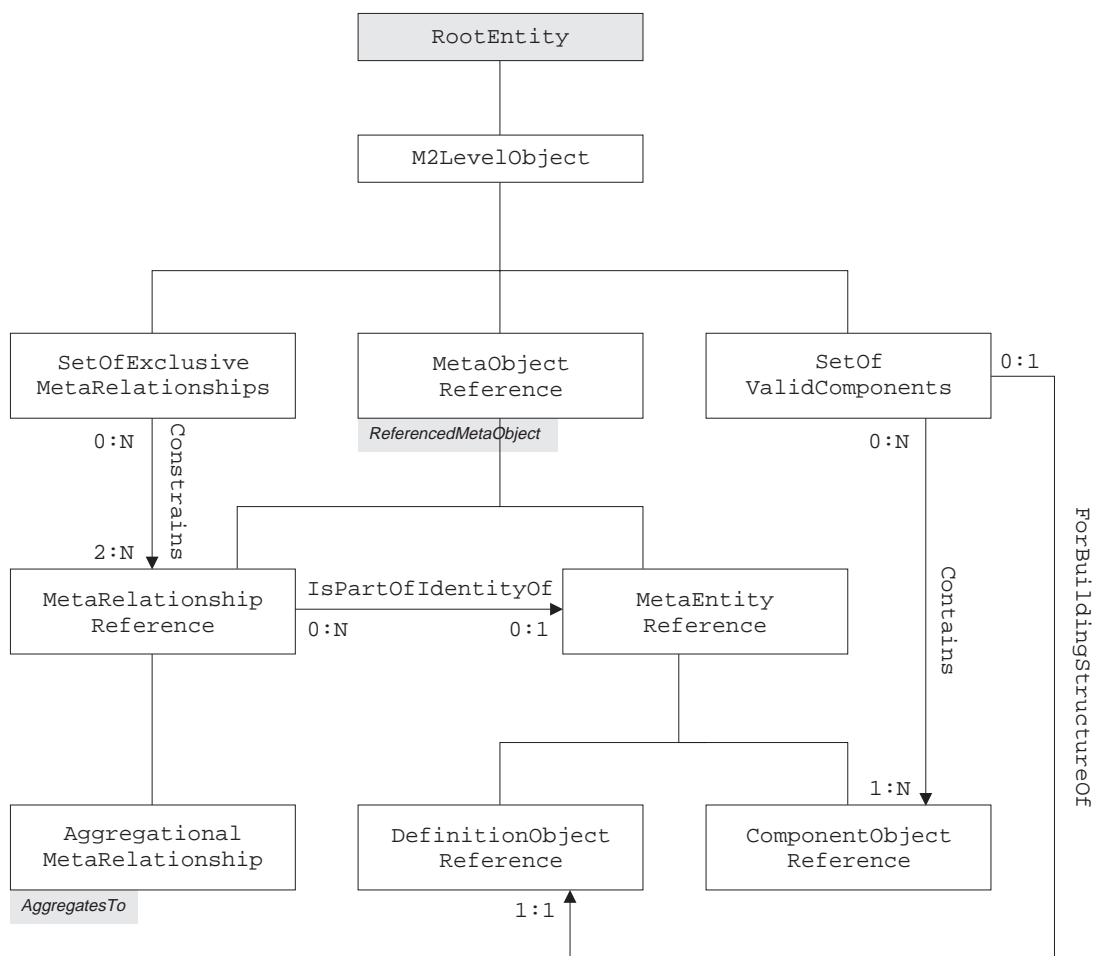 RootEntity
M2LevelObject
SetOfExclusive
MetaRelationships
MetaObject
Reference
SetOf
ValidComponents
0:1
ReferencedMetaObject
0:N
Constrains
0:N
2:N
MetaRelationship
Reference
IsPartOfIdentityOf
0:N
0:1
MetaEntity
Reference
Contains
ForBuildingStructureOf
1:N
Aggregational
MetaRelationship
DefinitionObject
Reference
ComponentObject
Reference
AggregatesTo
1:1